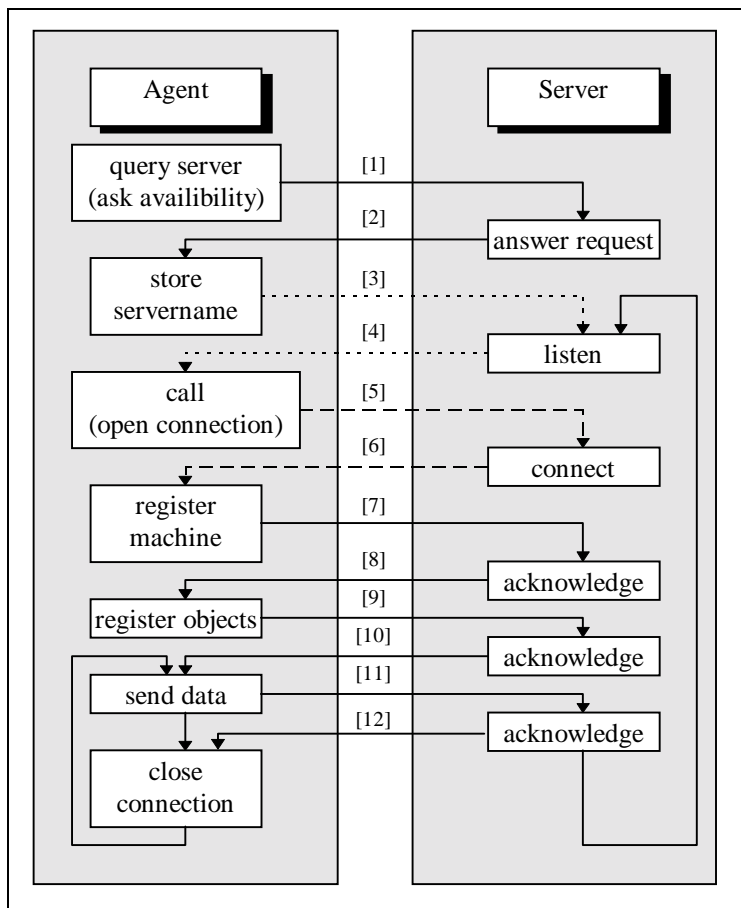 Agent
Server
query server
(ask availibility)
[1]
[2]
answer request
store
servername
[3]
[4]
listen
call
(open connection)
[5]
[6]
connect
register
machine
[7]
[8]
acknowledge
register objects
[9]
[10]
acknowledge
send data
[11]
[12]
acknowledge
close
connection